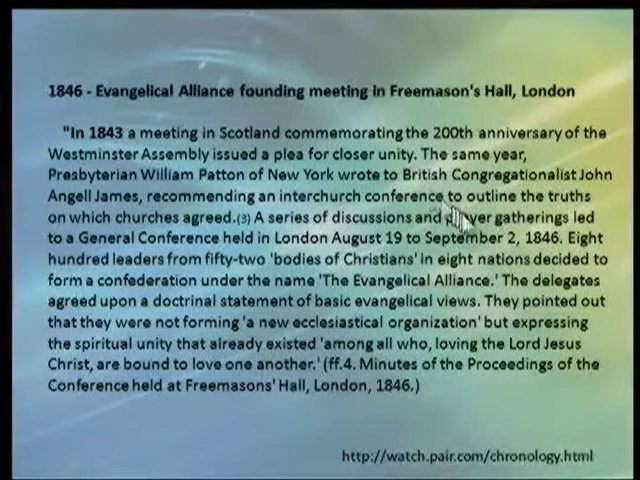 1846 - Evangelical Alliance founding meeting in Freemason's Hall, London
"In 1843 a meeting in Scotland commemorating the 200th anniversary of the
Westminster Assembly issued a plea for closer unity. The same year,
Presbyterian William Patton of New York wrote to British Congregationalist John
Angell James, recommending an interchurch conference to outline the truths
on which churches agreed.(3) A series of discussions and prayer gatherings led
to a General Conference held in London August 19 to September 2, 1846. Eight
hundred leaders from fifty-two 'bodies of Christians' in eight nations decided to
form a confederation under the name 'The Evangelical Alliance.' The delegates
agreed upon a doctrinal statement of basic evangelical views. They pointed out
that they were not forming 'a new ecclesiastical organization' but expressing
the spiritual unity that already existed 'among all who, loving the Lord Jesus
Christ, are bound to love one another.' (ff.4. Minutes of the Proceedings of the
Conference held at Freemasons' Hall, London, 1846.)
http://watch.pair.com/chronology.html